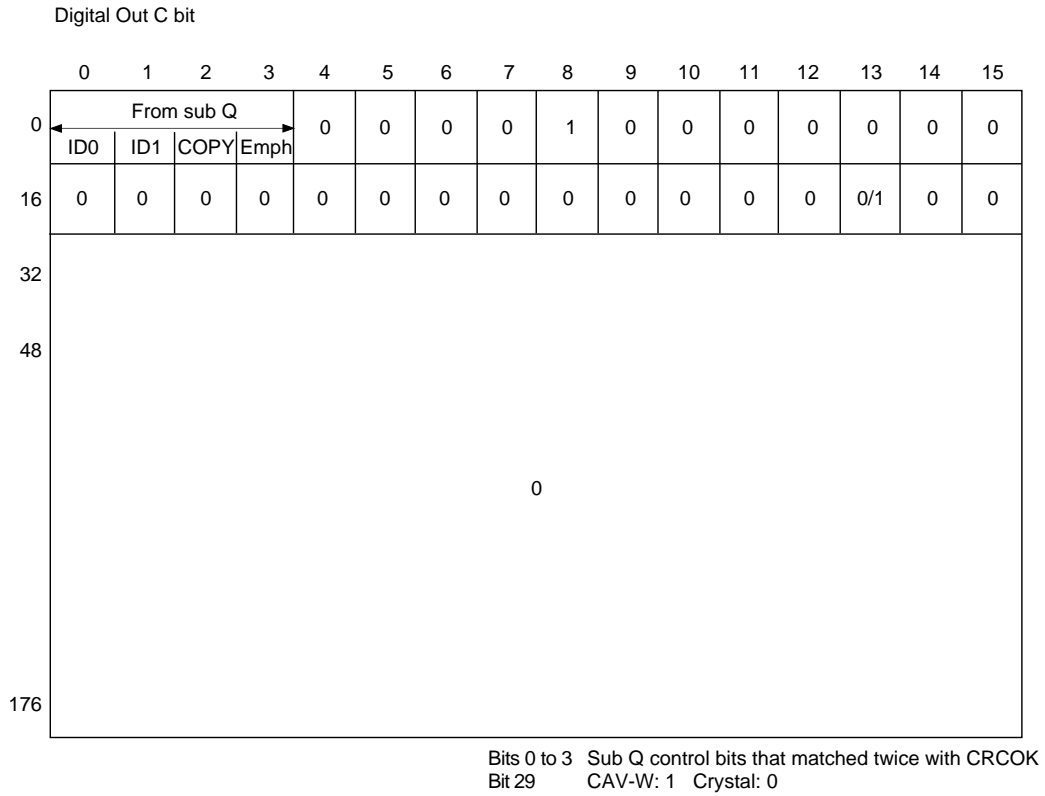 Digital Out C bit
0 1 2 3 4 5 6 7 8 9 10 11 12 13 14 15
From sub Q
0 0 0 0 0 1 0 0 0 0 0 0 0
ID0 ID1 COPY Emph
16 0 0 0 0 0 0 0 0 0 0 0 0 0 0/1 0 0
32
48
0
176
Bits 0 to 3 Sub Q control bits that matched twice with CRCOK
Bit 29 CAV-W: 1 Crystal: 0